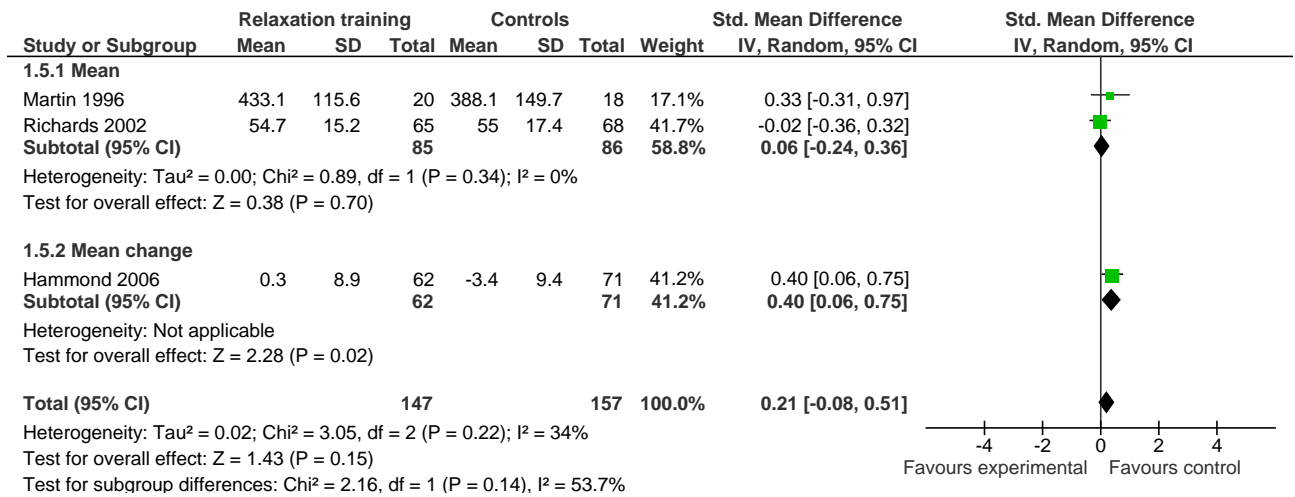 Relaxation training Controls Std. Mean Difference Std. Mean Difference
Study or Subgroup Mean SD Total Mean SD Total Weight IV, Random, 95% CI IV, Random, 95% CI
1.5.1 Mean
Martin 1996 433.1 115.6 20 388.1 149.7 18 17.1% 0.33 [-0.31, 0.97]
Richards 2002 54.7 15.2 65 55 17.4 68 41.7% -0.02 [-0.36, 0.32]
Subtotal (95% CI) 85 86 58.8% 0.06 [-0.24, 0.36]
Heterogeneity: Tau² = 0.00; Chi² = 0.89, df = 1 (P = 0.34); I² = 0%
Test for overall effect: Z = 0.38 (P = 0.70)
1.5.2 Mean change
Hammond 2006 0.3 8.9 62 -3.4 9.4 71 41.2% 0.40 [0.06, 0.75]
Subtotal (95% CI) 62 71 41.2% 0.40 [0.06, 0.75]
Heterogeneity: Not applicable
Test for overall effect: Z = 2.28 (P = 0.02)
Total (95% CI) 147 157 100.0% 0.21 [-0.08, 0.51]
Heterogeneity: Tau² = 0.02; Chi² = 3.05, df = 2 (P = 0.22); I² = 34%
Test for overall effect: Z = 1.43 (P = 0.15)
Test for subgroup differences: Chi² = 2.16, df = 1 (P = 0.14), I² = 53.7%
-4 -2 0 2 4
Favours experimental Favours control